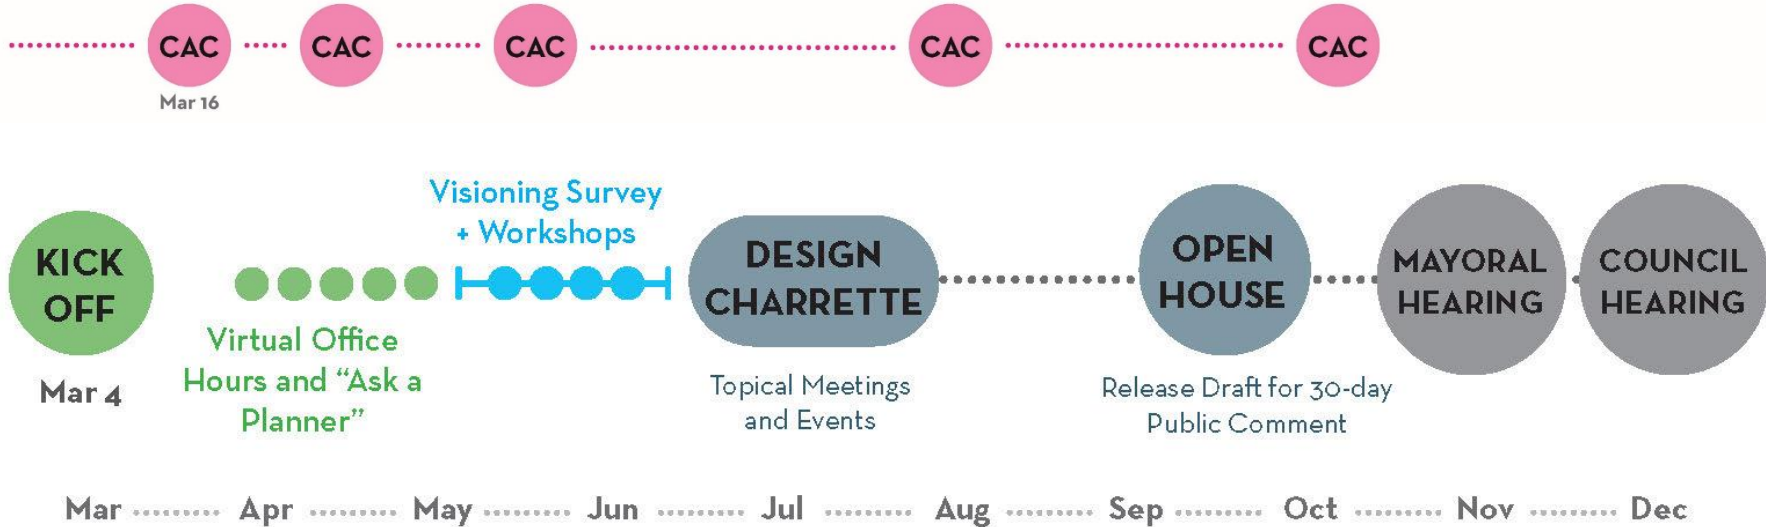 CAC CAC CAC CAC CAC
Mar 16
Visioning Survey
+ Workshops
KICK
OFF
DESIGN
CHARRETTE
OPEN
HOUSE
MAYORAL
HEARING
COUNCIL
HEARING
Mar 4
Virtual Office
Hours and “Ask a
Planner”
Topical Meetings
and Events
Release Draft for 30-day
Public Comment
Mar ......... Apr ......... May ......... Jun ......... Jul ......... Aug ......... Sep ......... Oct ......... Nov ......... Dec